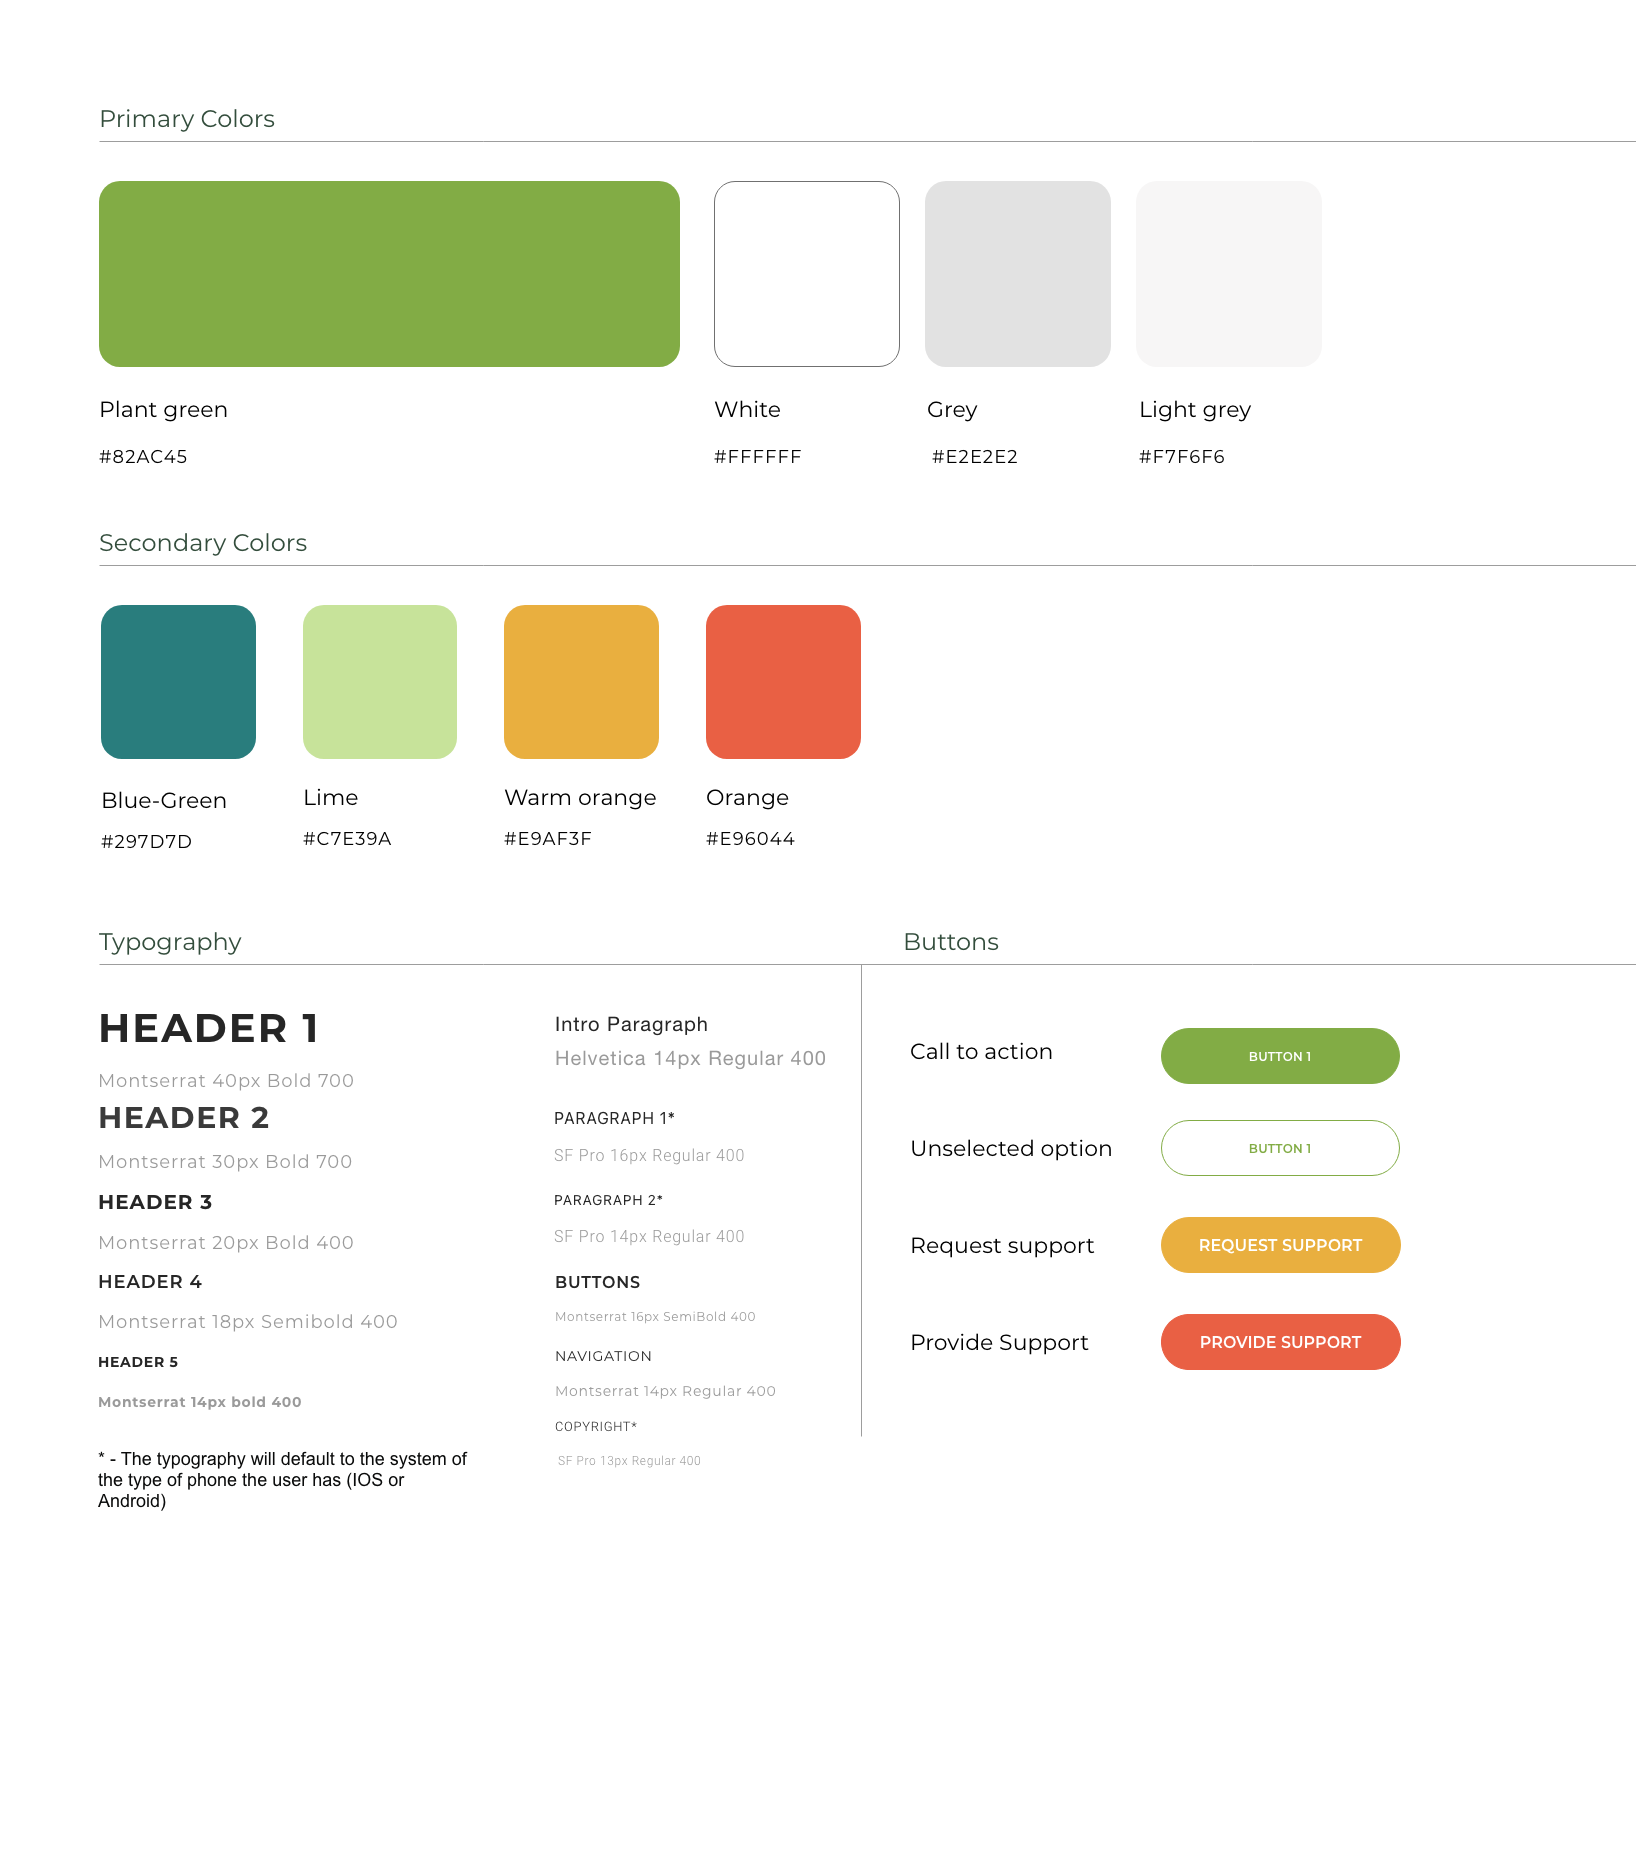 Primary Colors
Plant green
White
Grey
Light grey
#82AC45
#FFFFFF
#E2E2E2
#F7F6F6
Secondary Colors
Blue-Green
Lime
Warm orange
Orange
#297D7D
#C7E39A
#E9AF3F
#E96044
Typography
HEADER 1
Montserrat 40px Bold 700
HEADER 2
Montserrat 30px Bold 700
HEADER 3
Montserrat 20px Bold 400
HEADER 4
Montserrat 18px Semibold 400
HEADER 5
Montserrat 14px bold 400
* - The typography will default to the system of
the type of phone the user has (IOS or
Android)
Intro Paragraph
Helvetica 14px Regular 400
PARAGRAPH 1*
SF Pro 16px Regular 400
PARAGRAPH 2*
SF Pro 14px Regular 400
BUTTONS
Montserrat 16px SemiBold 400
NAVIGATION
Montserrat 14px Regular 400
COPYRIGHT*
SF Pro 13px Regular 400
Buttons
Call to action
BUTTON 1
Unselected option
BUTTON 1
Request support
REQUEST SUPPORT
Provide Support
PROVIDE SUPPORT